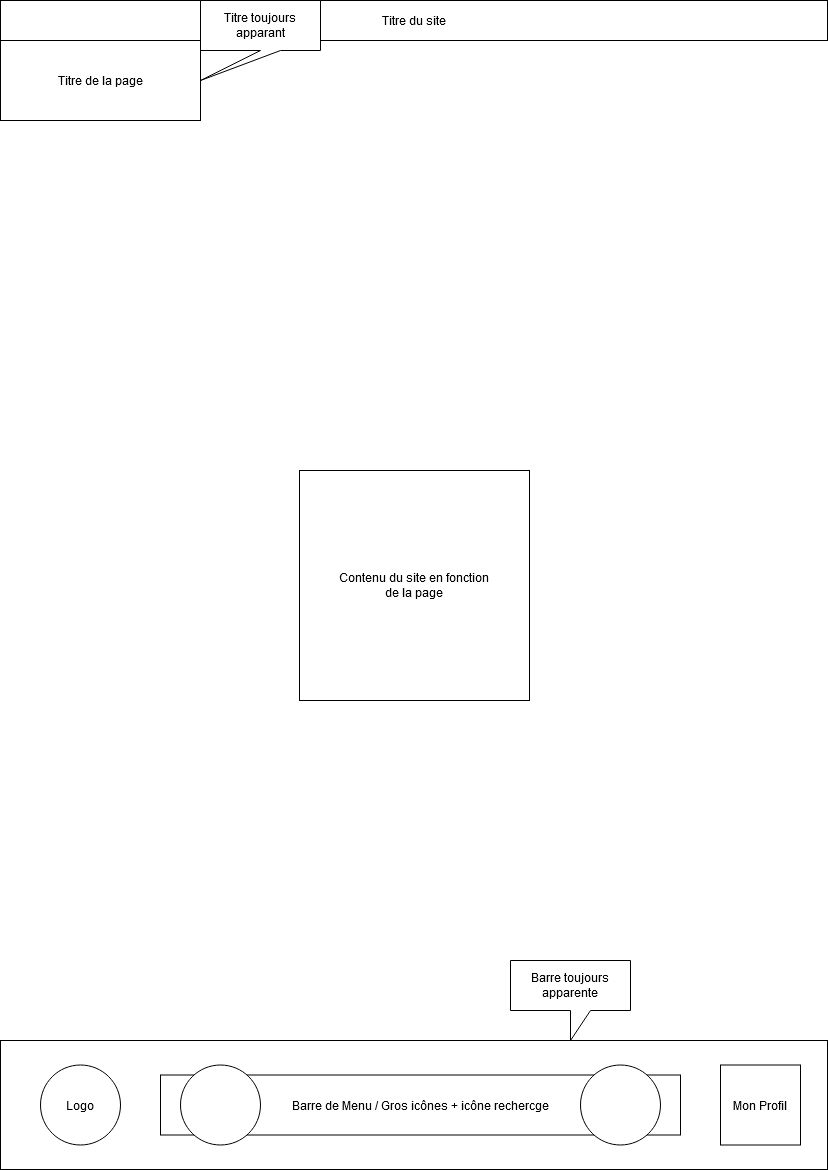 Titre toujours
apparant
Titre du site
Titre de la page
Contenu du site en fonction
de la page
Barre toujours
apparente
Logo
Barre de Menu / Gros icônes + icône rechercge
Mon Profil